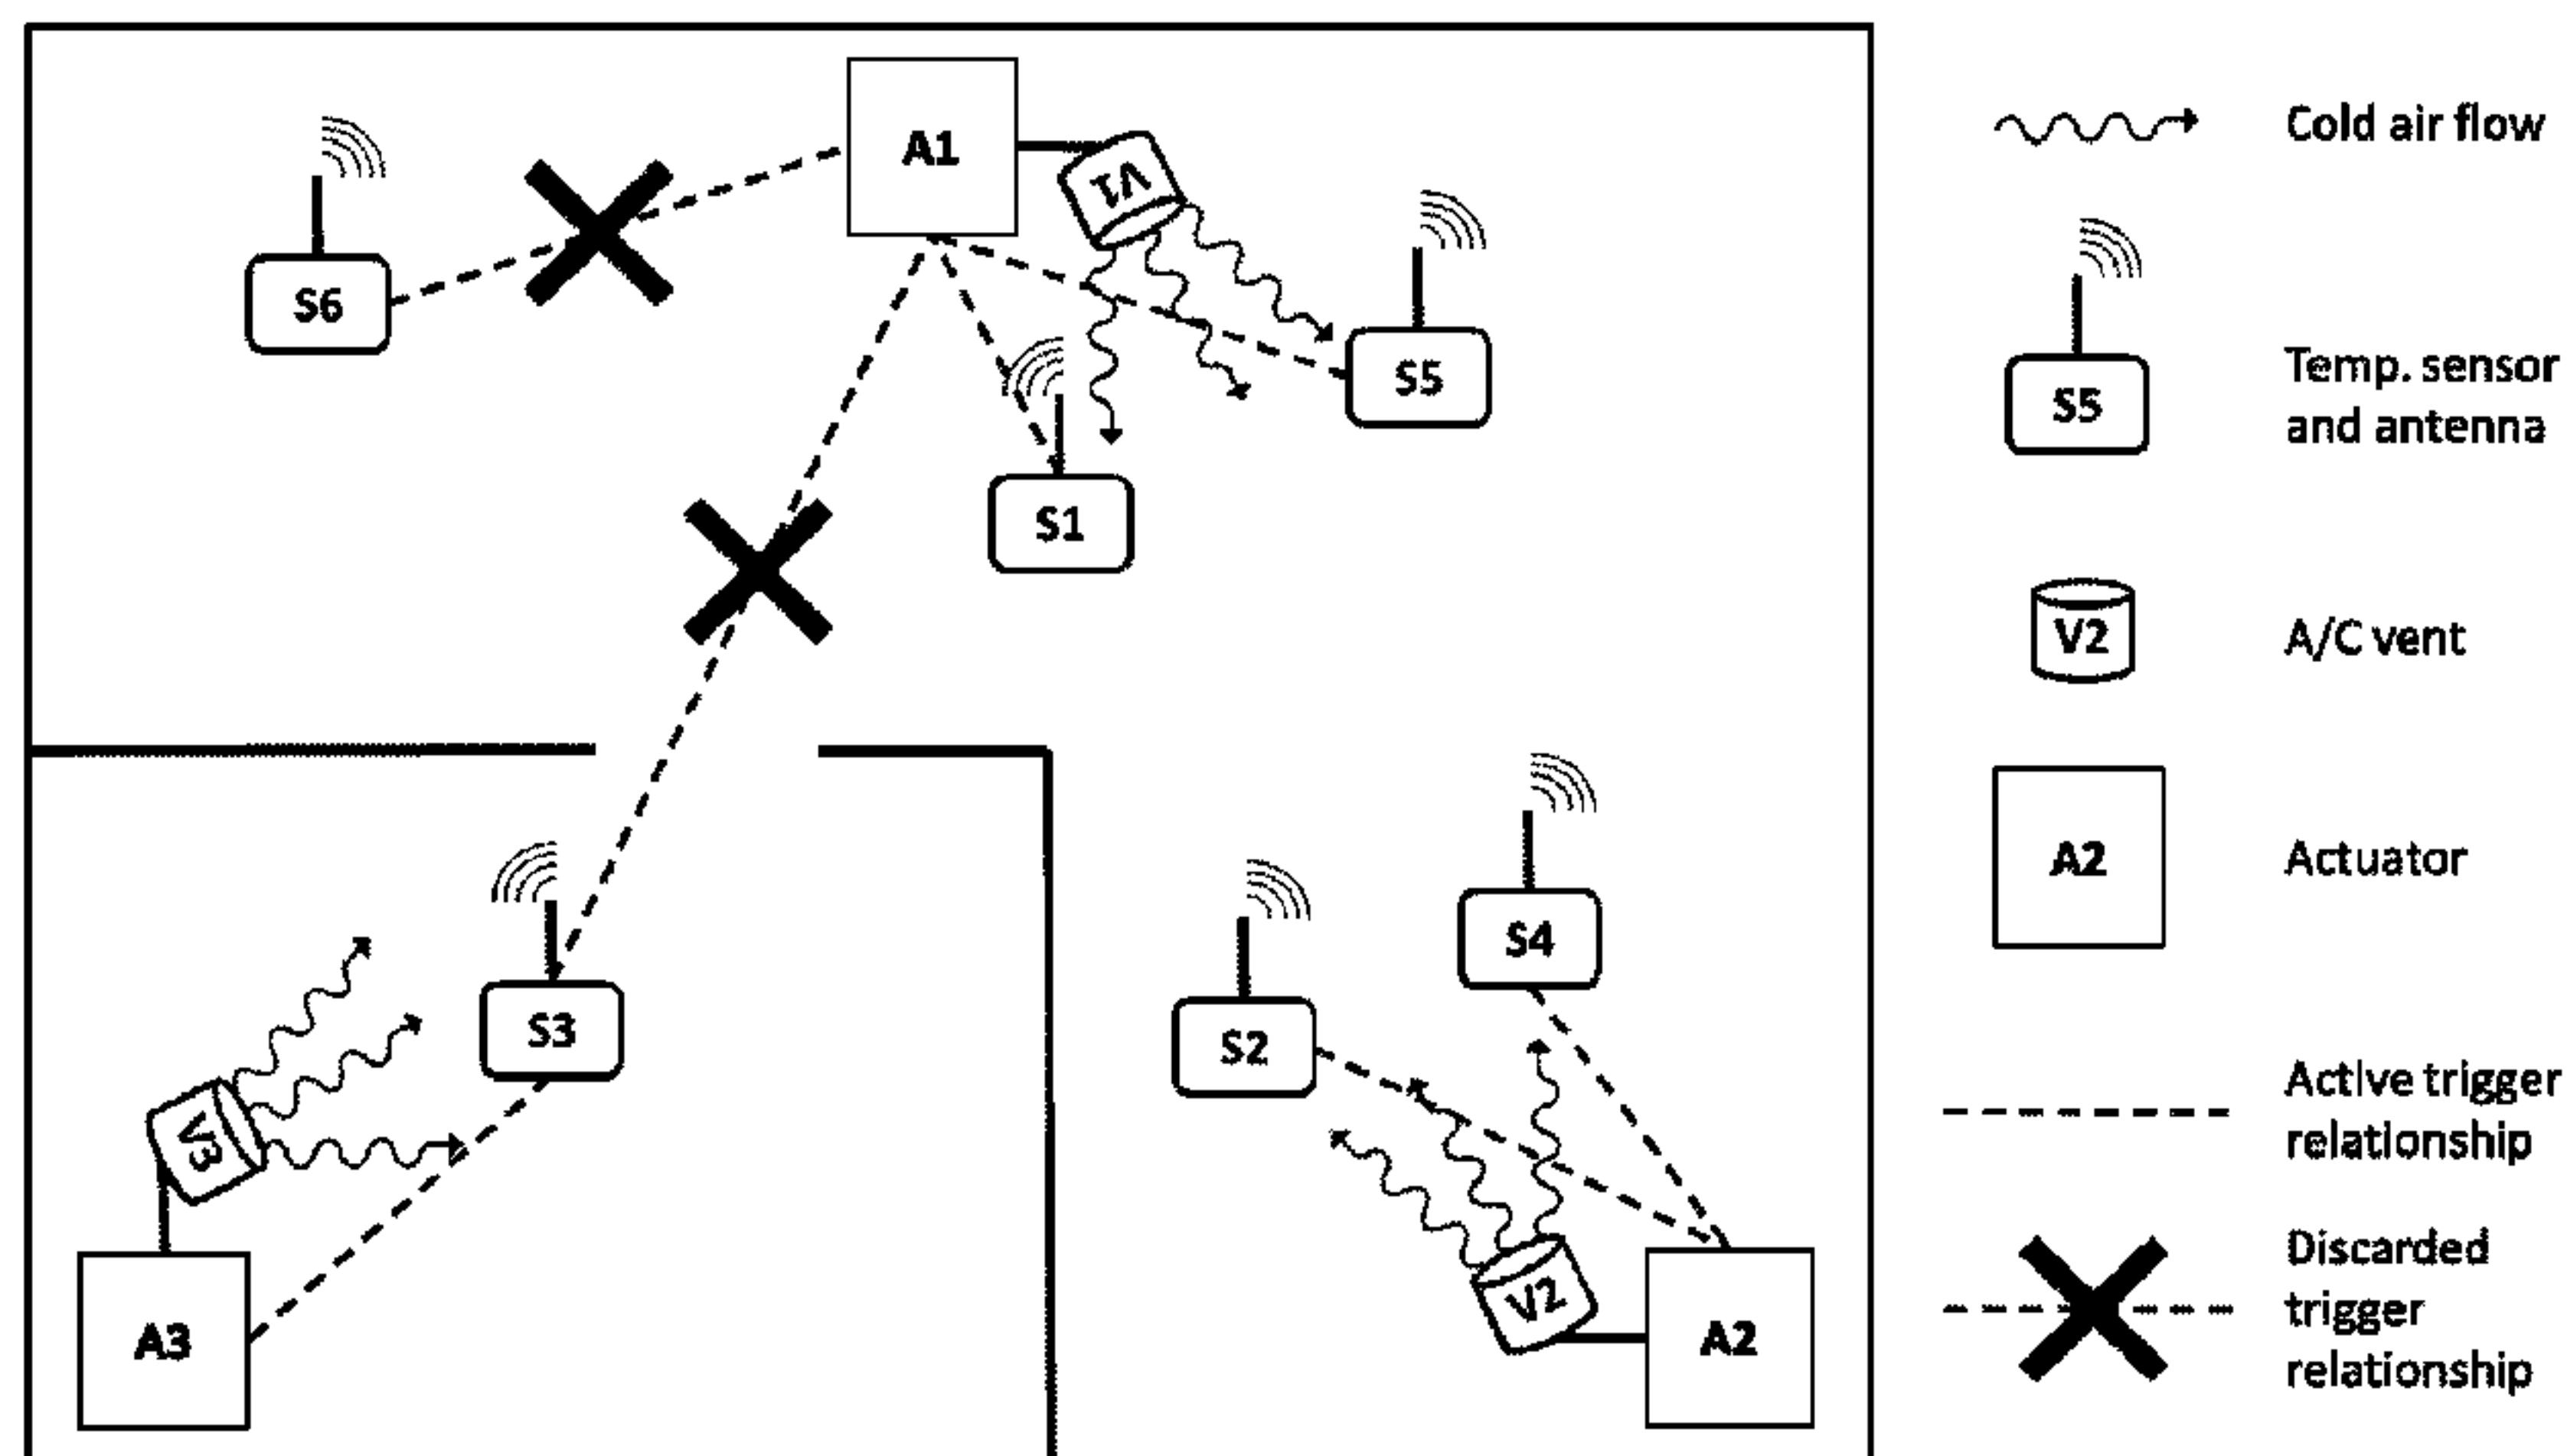 A1
V1
S6
S5
S1
S3
S4
S2
V3
V2
A3
A2
Cold air flow
S5
Temp. sensor
and antenna
V2
A/C vent
A2
Actuator
Active trigger
relationship
Discarded
trigger
relationship